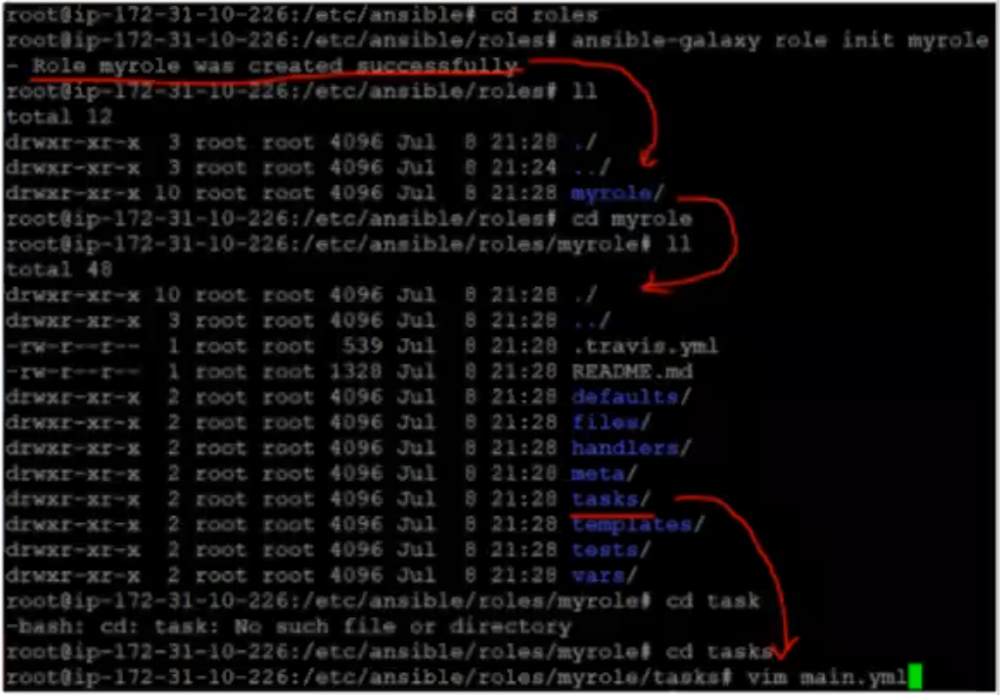 root@ip-172-31-10-226:/etc/ansible# cd roles
root@ip-172-31-10-226:/etc/ansible/roles# ansible-galaxy role init myrole
- Role myrole was created successfully
root@ip-172-31-10-226:/etc/ansible/roles# ll
total 12
drwxr-xr-x  3 root root 4096 Jul  8 21:28 ./
drwxr-xr-x  3 root root 4096 Jul  8 21:24 ../
drwxr-xr-x 10 root root 4096 Jul  8 21:28 myrole/
root@ip-172-31-10-226:/etc/ansible/roles# cd myrole
root@ip-172-31-10-226:/etc/ansible/roles/myrole# ll
total 48
drwxr-xr-x 10 root root 4096 Jul  8 21:28 ./
drwxr-xr-x  3 root root 4096 Jul  8 21:28 ../
-rw-r--r--  1 root root  539 Jul  8 21:28 .travis.yml
-rw-r--r--  1 root root 1328 Jul  8 21:28 README.md
drwxr-xr-x  2 root root 4096 Jul  8 21:28 defaults/
drwxr-xr-x  2 root root 4096 Jul  8 21:28 files/
drwxr-xr-x  2 root root 4096 Jul  8 21:28 handlers/
drwxr-xr-x  2 root root 4096 Jul  8 21:28 meta/
drwxr-xr-x  2 root root 4096 Jul  8 21:28 tasks/
drwxr-xr-x  2 root root 4096 Jul  8 21:28 templates/
drwxr-xr-x  2 root root 4096 Jul  8 21:28 tests/
drwxr-xr-x  2 root root 4096 Jul  8 21:28 vars/
root@ip-172-31-10-226:/etc/ansible/roles/myrole# cd task
-bash: cd: task: No such file or directory
root@ip-172-31-10-226:/etc/ansible/roles/myrole# cd tasks
root@ip-172-31-10-226:/etc/ansible/roles/myrole/tasks# vim main.yml